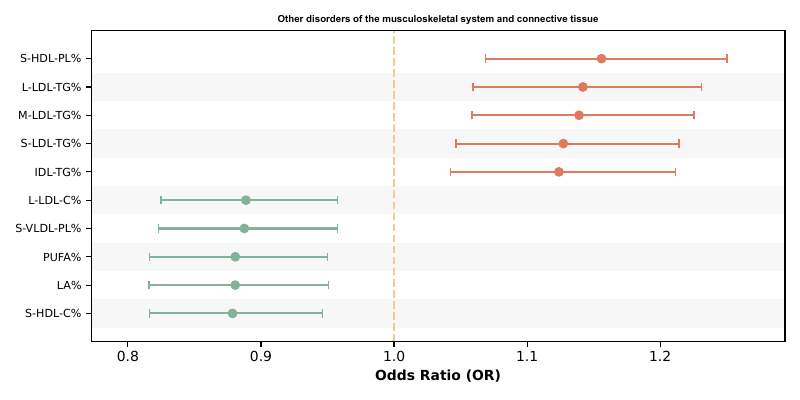 Other disorders of the musculoskeletal system and connective tissue
S-HDL-PL%
L-LDL-TG%
M-LDL-TG%
S-LDL-TG%
IDL-TG%
L-LDL-C%
S-VLDL-PL%
PUFA%
LA%
S-HDL-C%
0.8 0.9 1.0 1.1 1.2
Odds Ratio (OR)